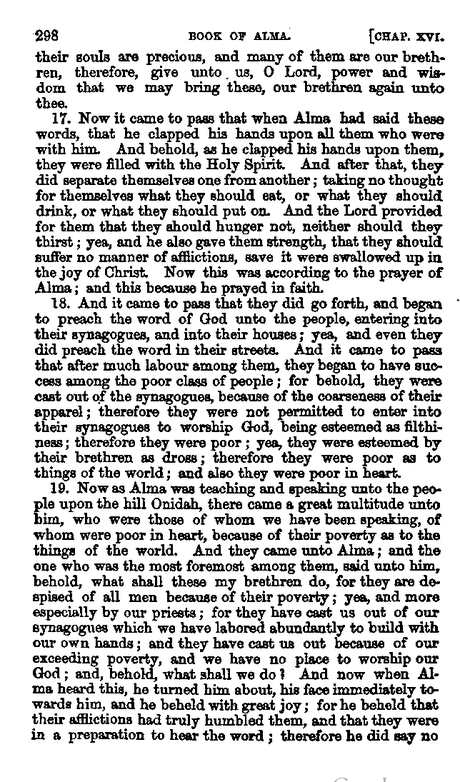 298 BOOK OF ALMA. [CHAP. XVI.
their souls are precious, and many of them are our breth-
ren, therefore, give unto us, O Lord, power and wis-
dom that we may bring these, our brethren again unto
thee.
17. Now it came to pass that when Alma had said these
words, that he clapped his hands upon all them who were
with him. And behold, as he clapped his hands upon them,
they were filled with the Holy Spirit. And after that, they
did separate themselves one from another; taking no thought
for themselves what they should eat, or what they should
drink, or what they should put on. And the Lord provided
for them that they should hunger not, neither should they
thirst; yea, and he also gave them strength, that they should
suffer no manner of afflictions, save it were swallowed up in
the joy of Christ. Now this was according to the prayer of
Alma; and this because he prayed in faith.
18. And it came to pass that they did go forth, and began
to preach the word of God unto the people, entering into
their synagogues, and into their houses; yea, and even they
did preach the word in their streets. And it came to pass
that after much labour among them, they began to have suc-
cess among the poor class of people; for behold, they were
cast out of the synagogues, because of the coarseness of their
apparel; therefore they were not permitted to enter into
their synagogues to worship God, being esteemed as filthi-
ness; therefore they were poor; yea, they were esteemed by
their brethren as dross; therefore they were poor as to
things of the world; and also they were poor in heart.
19. Now as Alma was teaching and speaking unto the peo-
ple upon the hill Onidah, there came a great multitude unto
him, who were those of whom we have been speaking, of
whom were poor in heart, because of their poverty as to the
things of the world. And they came unto Alma; and the
one who was the most foremost among them, said unto him,
behold, what shall these my brethren do, for they are de-
spised of all men because of their poverty; yea, and more
especially by our priests; for they have cast us out of our
synagogues which we have labored abundantly to build with
our own hands; and they have cast us out because of our
exceeding poverty, and we have no place to worship our
God; and, behold, what shall we do? And now when Al-
ma heard this, he turned him about, his face immediately to-
wards him, and he beheld with great joy; for he beheld that
their afflictions had truly humbled them, and that they were
in a preparation to hear the word; therefore he did say no